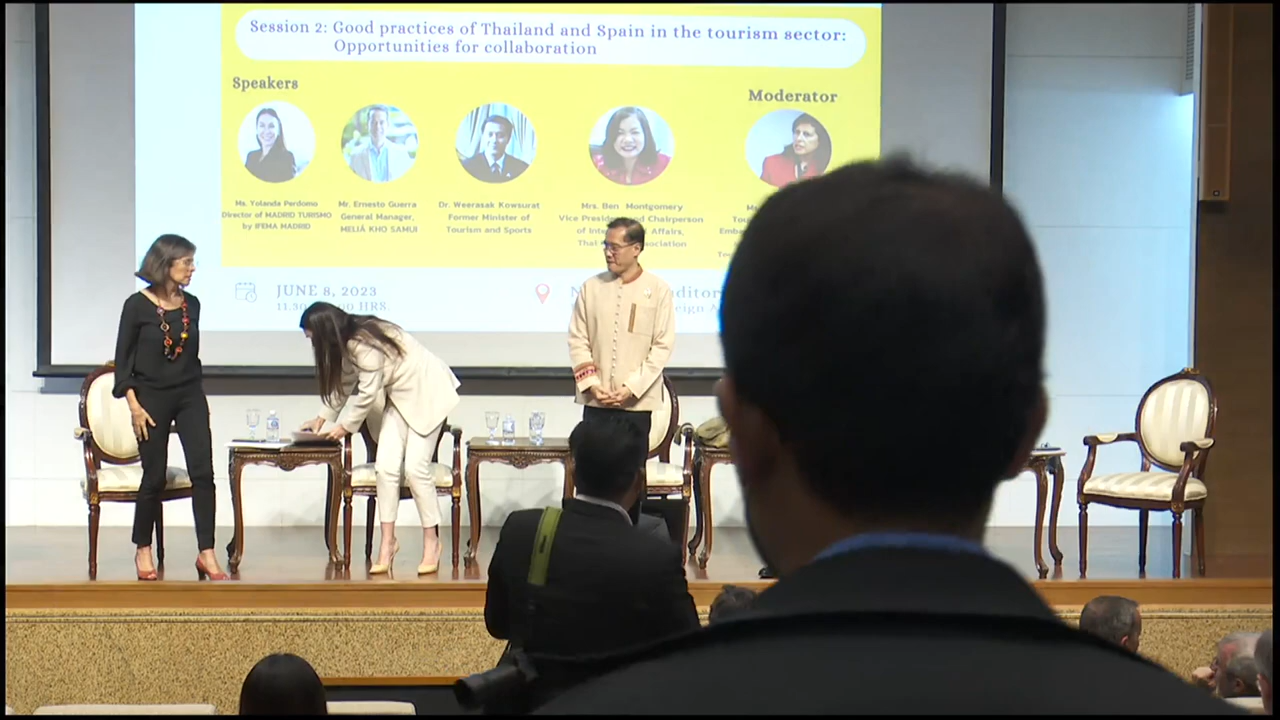 Session 2: Good practices of Thailand and Spain in the tourism sector:
Opportunities for collaboration
Speakers
Moderator
Ms. Yolanda Perdomo
Director of MADRID TURISMO
by IFEMA MADRID
Mr. Ernesto Guerra
General Manager,
MELIÁ KHO SAMUI
Dr. Weerasak Kowsurat
Former Minister of
Tourism and Sports
Mrs. Ben Montgomery
Vice President and Chairperson
of Affairs,
JUNE 8, 2023
HRS